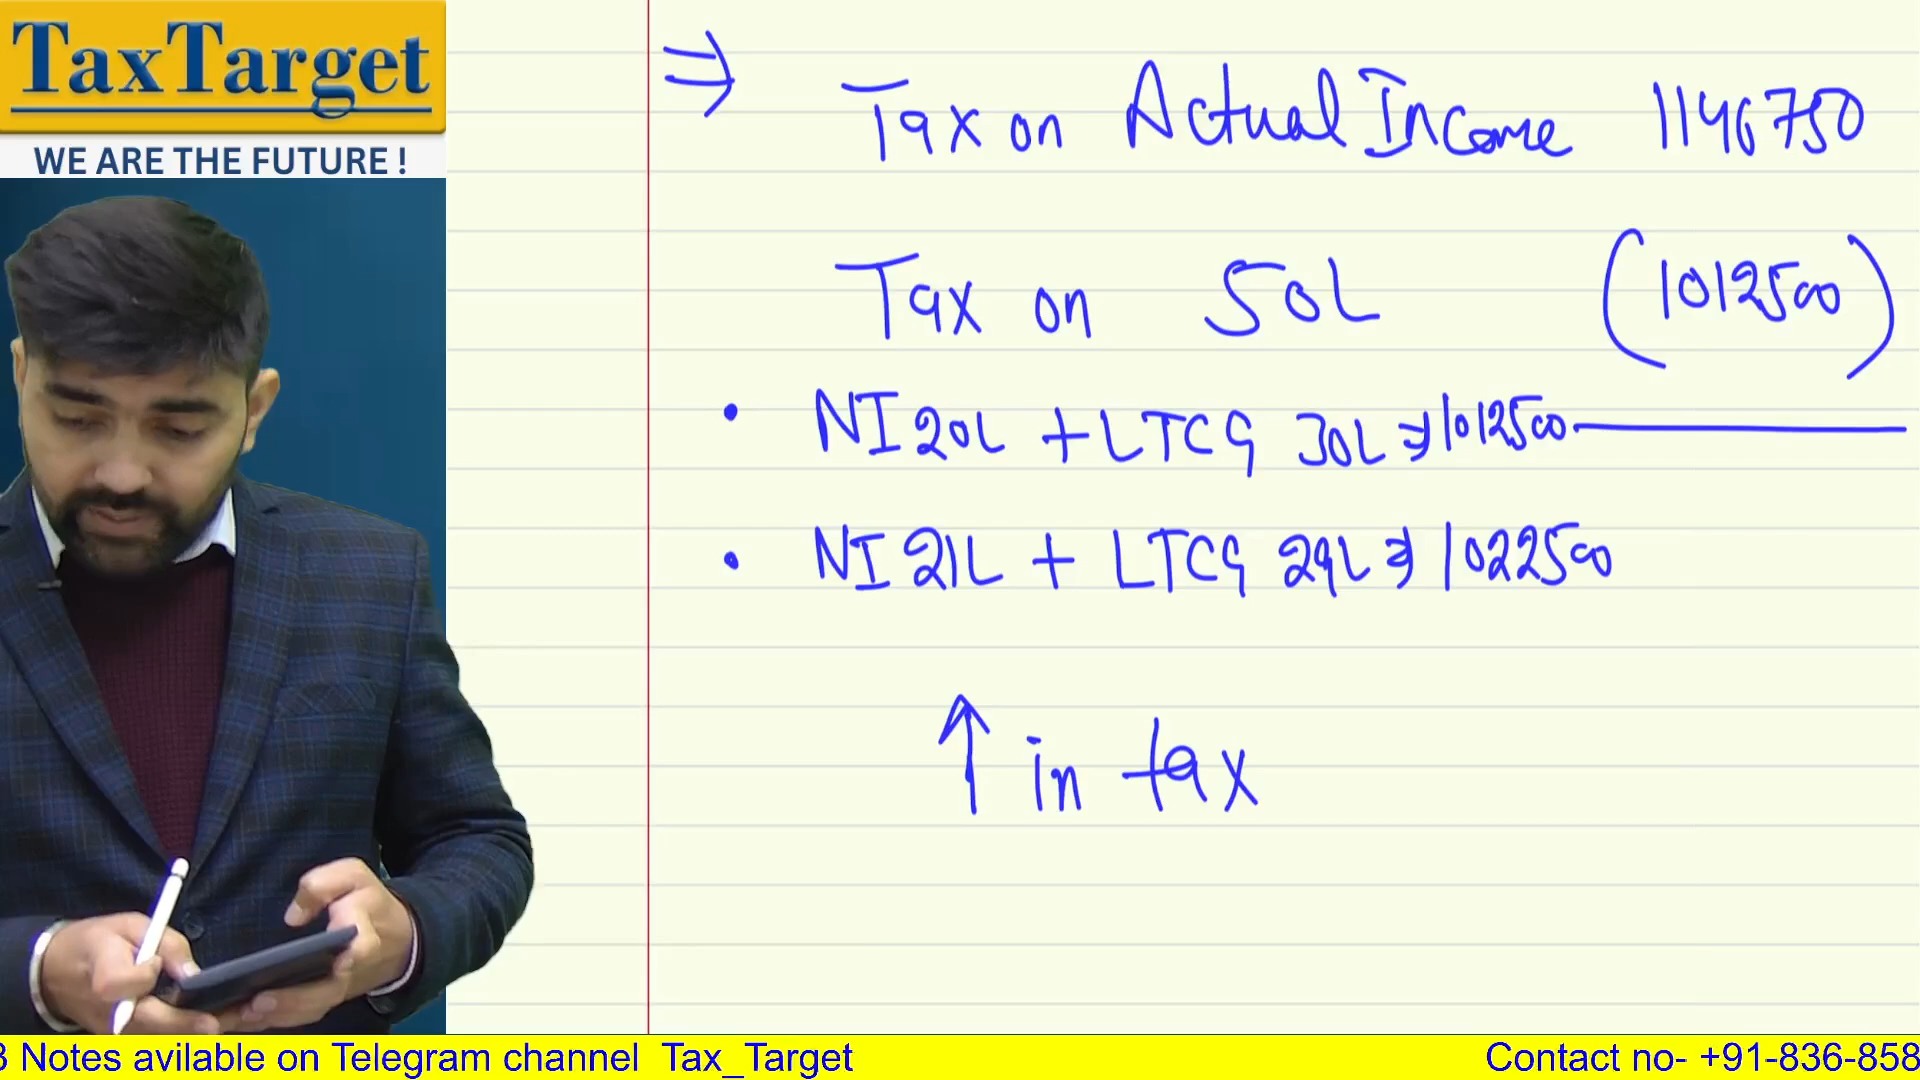 TaxTarget
WE ARE THE FUTURE !
⇒ Tax on Actual Income 1146750
Tax on 50L (1012500)
• NI 20L + LTCG 30L ⇒ 1012500
• NI 21L + LTCG 29L ⇒ 1022500
↑ in tax
3 Notes avilable on Telegram channel Tax_Target
Contact no- +91-836-858